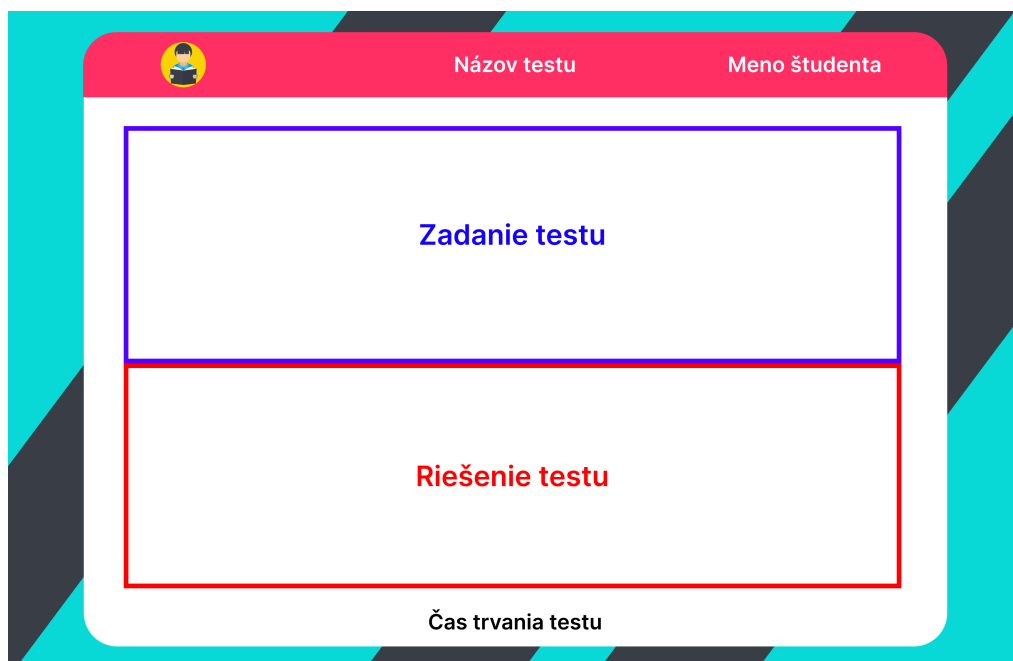 Názov testu
Meno študenta
Zadanie testu
Riešenie testu
Čas trvania testu